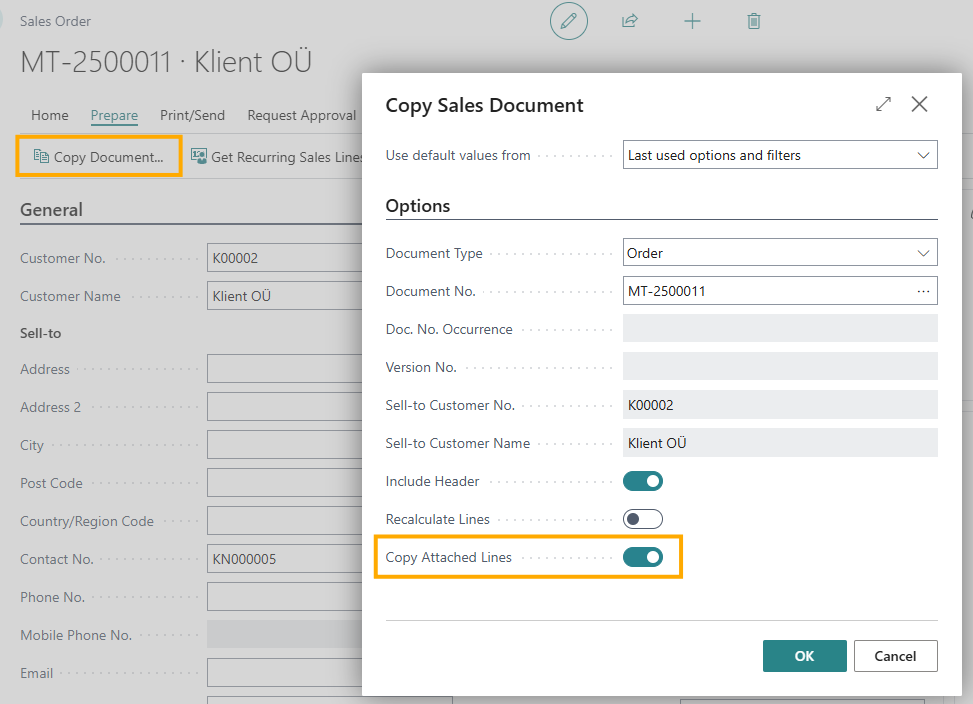 Sales Order
MT-2500011 · Klient OÜ
Home Prepare Print/Send Request Approval
Copy Document... Get Recurring Sales Lines
General
Customer No. K00002
Customer Name Klient OÜ
Sell-to
Address
Address 2
City
Post Code
Country/Region Code
Contact No. KN000005
Phone No.
Mobile Phone No.
Email
Copy Sales Document
Use default values from Last used options and filters
Options
Document Type Order
Document No. MT-2500011 ...
Doc. No. Occurrence
Version No.
Sell-to Customer No. K00002
Sell-to Customer Name Klient OÜ
Include Header
Recalculate Lines
Copy Attached Lines
OK Cancel